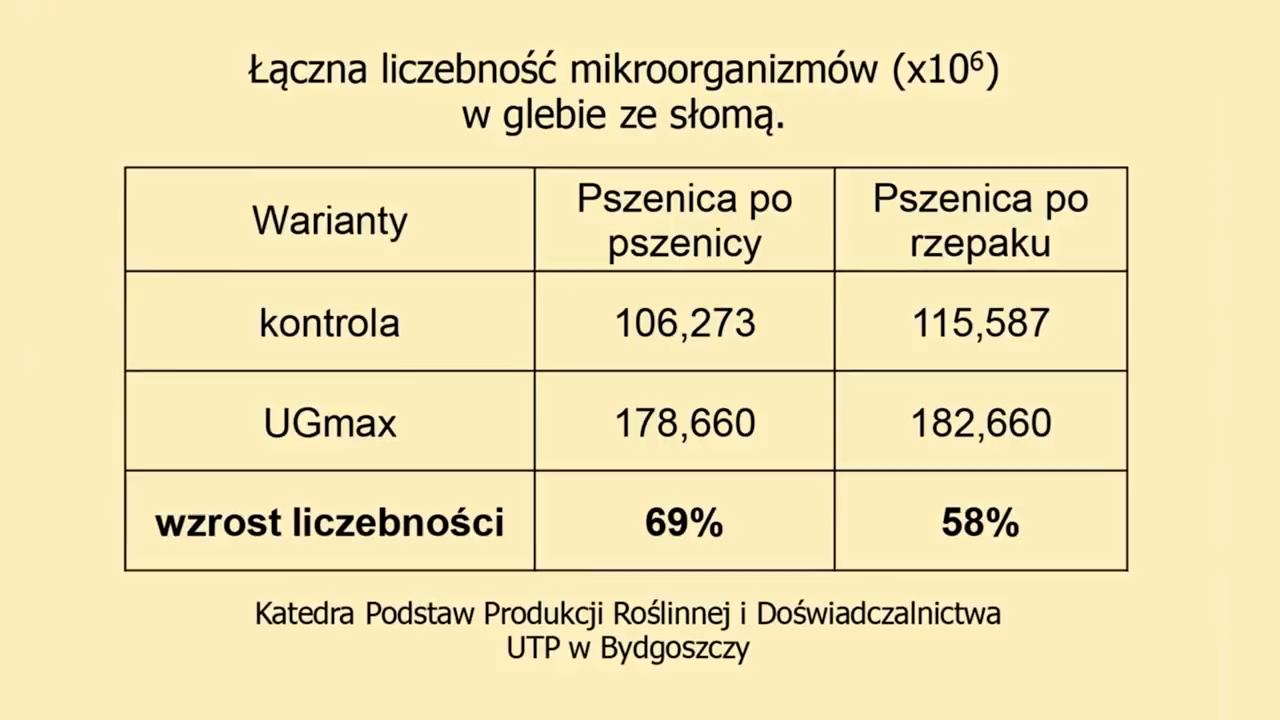 Łączna liczebność mikroorganizmów (x10⁶)
w glebie ze słomą.
Warianty
Pszenica po
pszenicy
Pszenica po
rzepaku
kontrola
106,273
115,587
UGmax
178,660
182,660
wzrost liczebności
69%
58%
Katedra Podstaw Produkcji Roślinnej i Doświadczalnictwa
UTP w Bydgoszczy